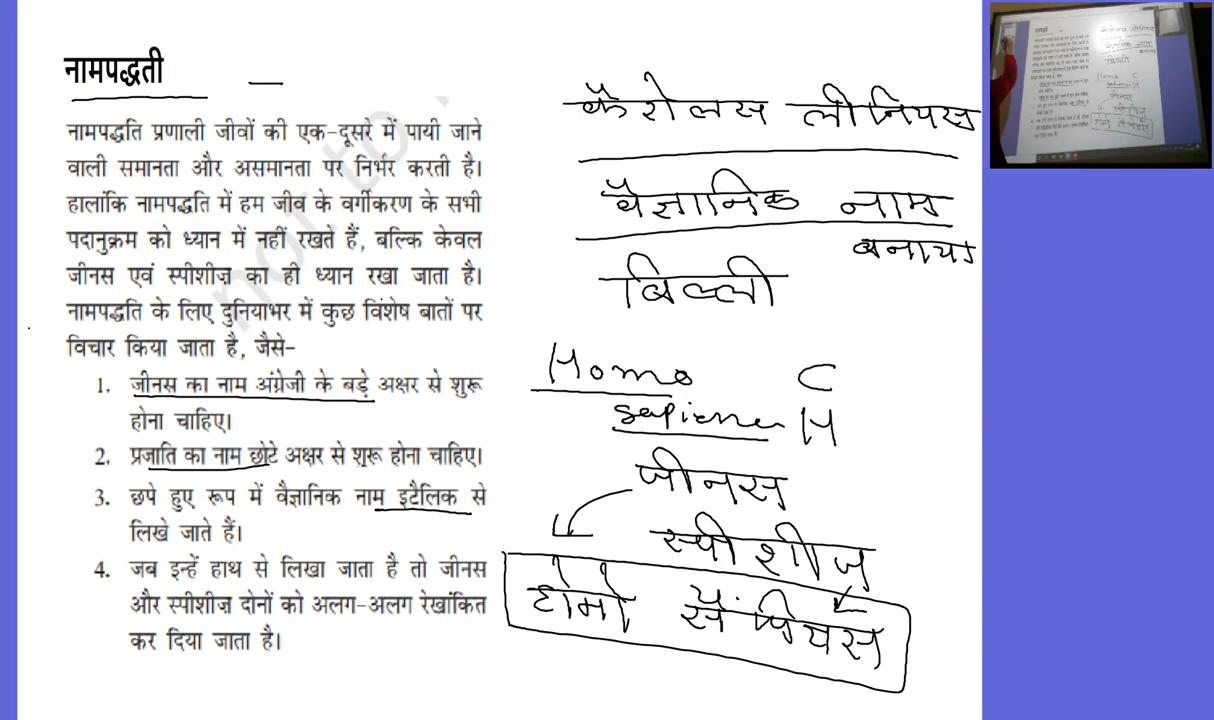 नामपद्धती
नामपद्धति प्रणाली जीवों की एक-दूसरे में पायी जाने
वाली समानता और असमानता पर निर्भर करती है।
हालांकि नामपद्धति में हम जीव के वर्गीकरण के सभी
पदानुक्रम को ध्यान में नहीं रखते हैं, बल्कि केवल
जीनस एवं स्पीशीज़ का ही ध्यान रखा जाता है।
नामपद्धति के लिए दुनियाभर में कुछ विशेष बातों पर
विचार किया जाता है, जैसे-
1. जीनस का नाम अंग्रेजी के बड़े अक्षर से शुरू
होना चाहिए।
2. प्रजाति का नाम छोटे अक्षर से शुरू होना चाहिए।
3. छपे हुए रूप में वैज्ञानिक नाम इटैलिक से
लिखे जाते हैं।
4. जब इन्हें हाथ से लिखा जाता है तो जीनस
और स्पीशीज़ दोनों को अलग-अलग रेखांकित
कर दिया जाता है।
कैरोलस लीनियस
वैज्ञानिक नाम
बनाया
बिल्ली
Homo C
sapiens H
जीनस
स्पीशीज
होमो सैंपियस
not to